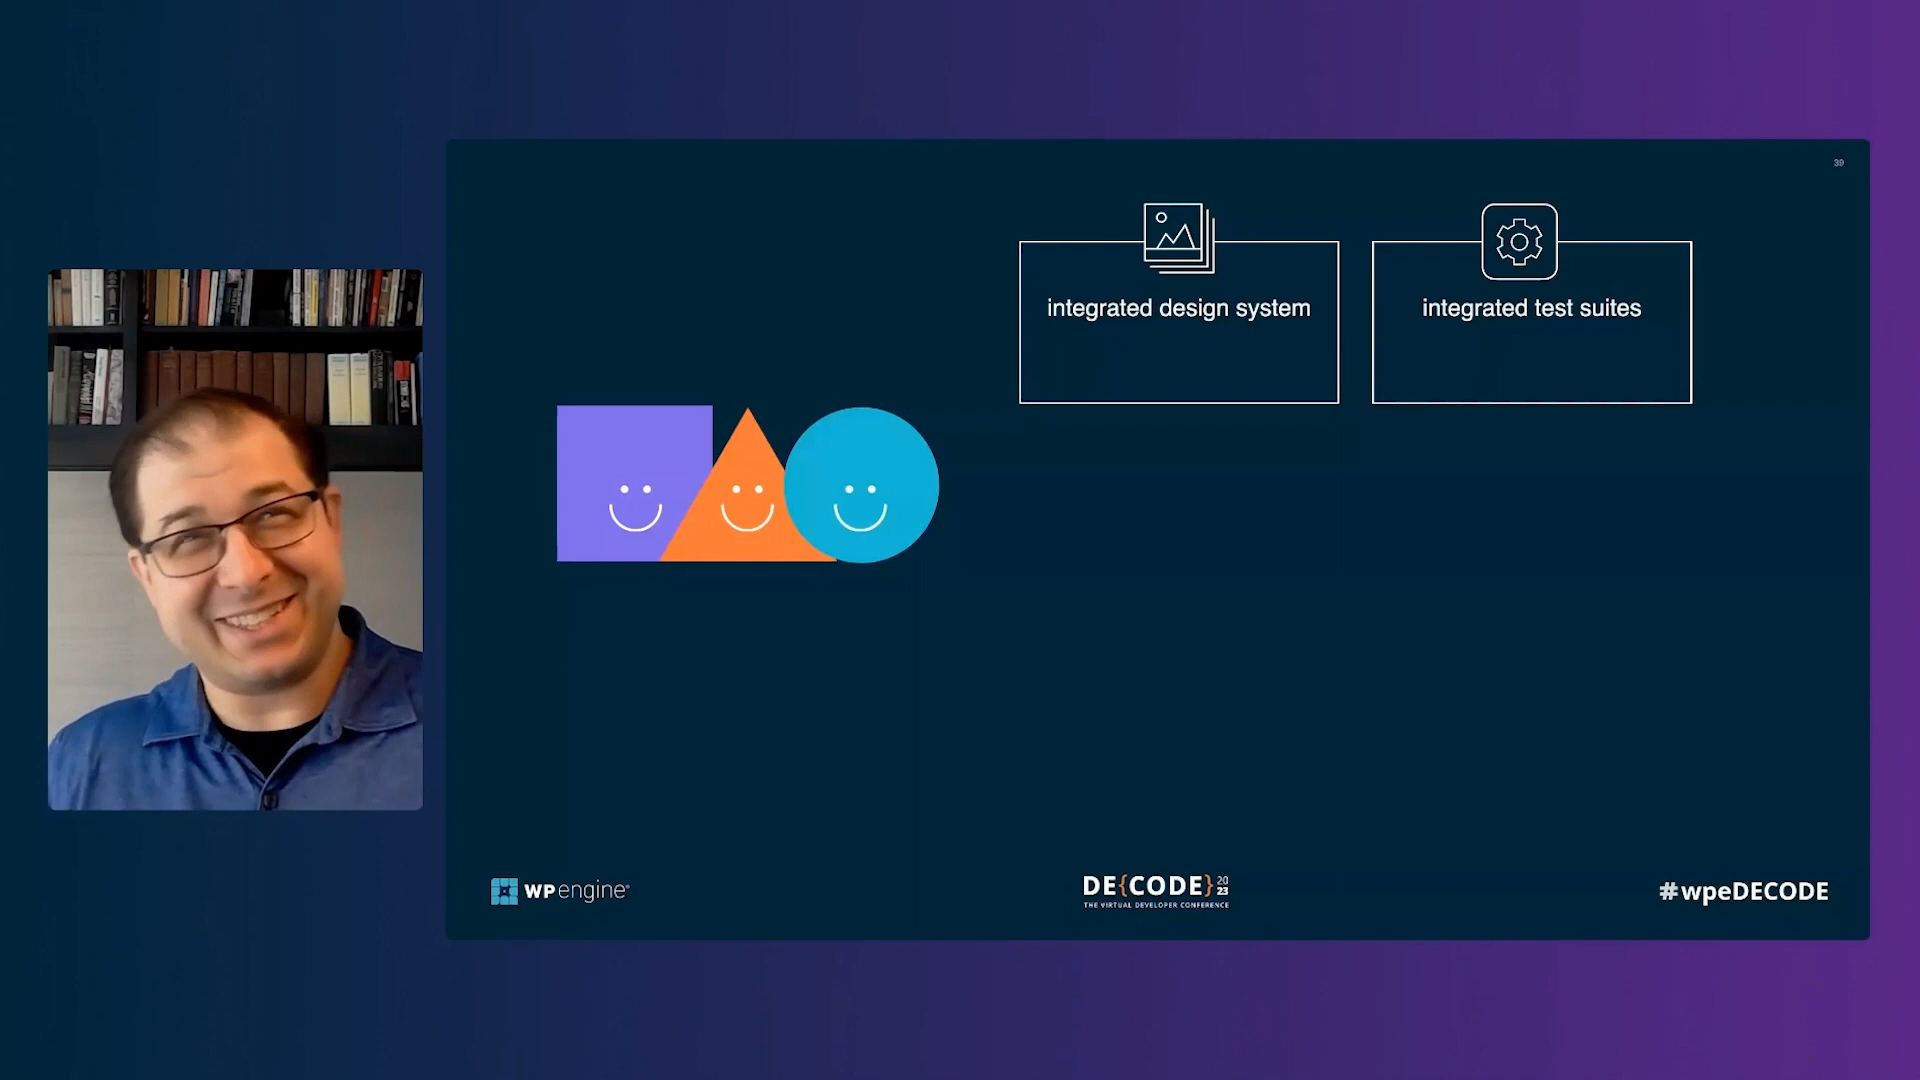 39
integrated design system
integrated test suites
WP engine®
DE{CODE} 20 23
THE VIRTUAL DEVELOPER CONFERENCE
#wpeDECODE